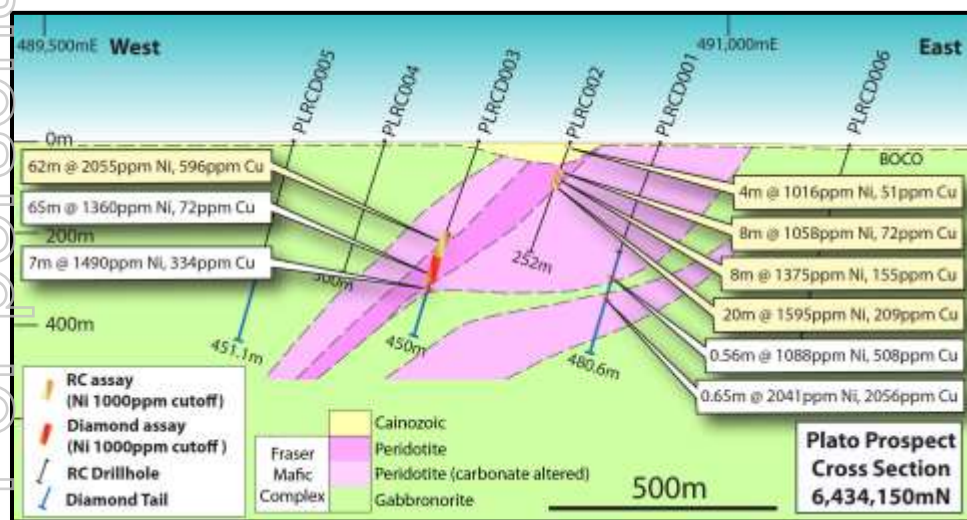 489,500mE West
491,000mE
East
PLRCD005
PLRC004
PLRCD003
PLRC002
PLRCD001
PLRCD006
0m
BOCO
62m @ 2055ppm Ni, 596ppm Cu
65m @ 1360ppm Ni, 72ppm Cu
200m
7m @ 1490ppm Ni, 334ppm Cu
400m
4m @ 1016ppm Ni, 51ppm Cu
8m @ 1058ppm Ni, 72ppm Cu
8m @ 1375ppm Ni, 155ppm Cu
20m @ 1595ppm Ni, 209ppm Cu
0.56m @ 1088ppm Ni, 508ppm Cu
0.65m @ 2041ppm Ni, 2056ppm Cu
451.1m
300m
450m
252m
480.6m
RC assay
(Ni 1000ppm cutoff)
Diamond assay
(Ni 1000ppm cutoff)
RC Drillhole
Diamond Tail
Fraser
Mafic
Complex
Cainozoic
Peridotite
Peridotite (carbonate altered)
Gabbronorite
500m
Plato Prospect
Cross Section
6,434,150mN